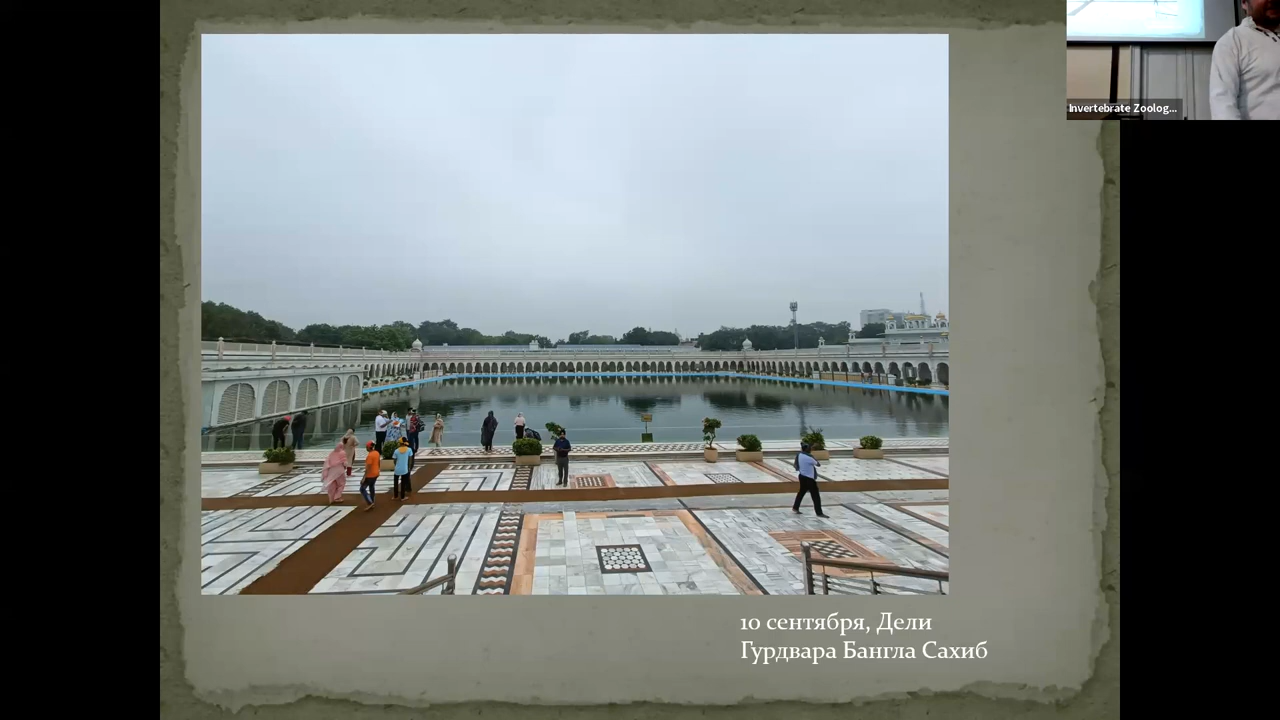 Invertebrate Zoolog...
10 сентября, Дели
Гурдвара Бангла Сахиб